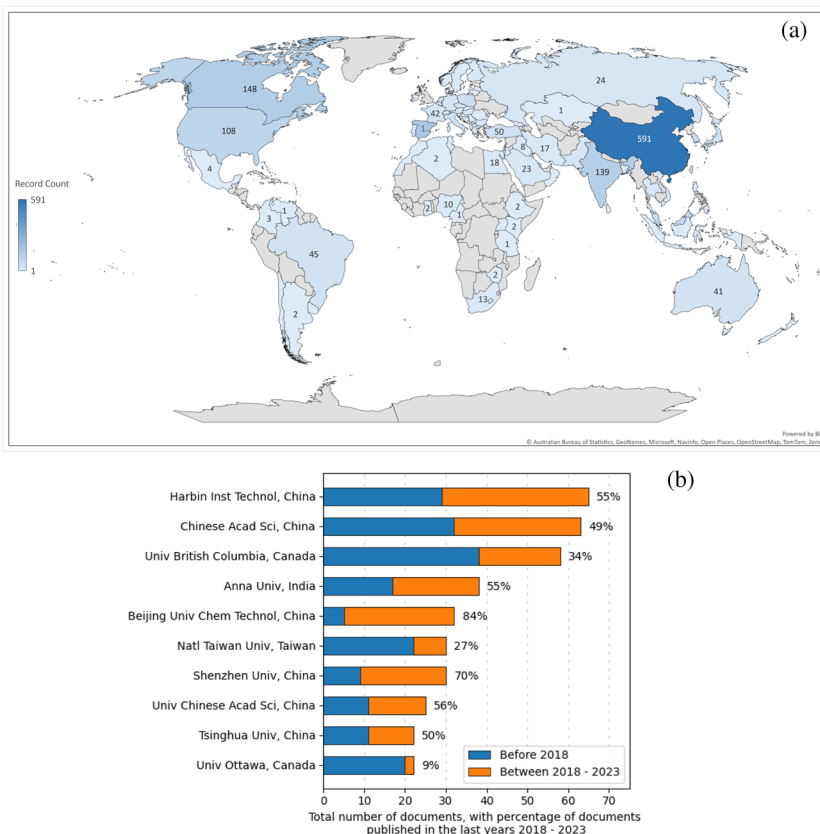 (a)
24
148
1
42
108
1
50
591
8
17
2
18
139
4
23
Record Count
591
2
10
2
1
3
1
2
45
1
1
2
41
13
2
Powered by Bi
© Australian Bureau of Statistics, GeoNames, Microsoft, Navinfo, Open Places, OpenStreetMap, TomTom, Zenr
(b)
Harbin Inst Technol, China 55%
Chinese Acad Sci, China 49%
Univ British Columbia, Canada 34%
Anna Univ, India 55%
Beijing Univ Chem Technol, China 84%
Natl Taiwan Univ, Taiwan 27%
Shenzhen Univ, China 70%
Univ Chinese Acad Sci, China 56%
Tsinghua Univ, China 50%
Univ Ottawa, Canada 9%
Before 2018
Between 2018 - 2023
0 10 20 30 40 50 60 70
Total number of documents, with percentage of documents
published in the last years 2018 - 2023